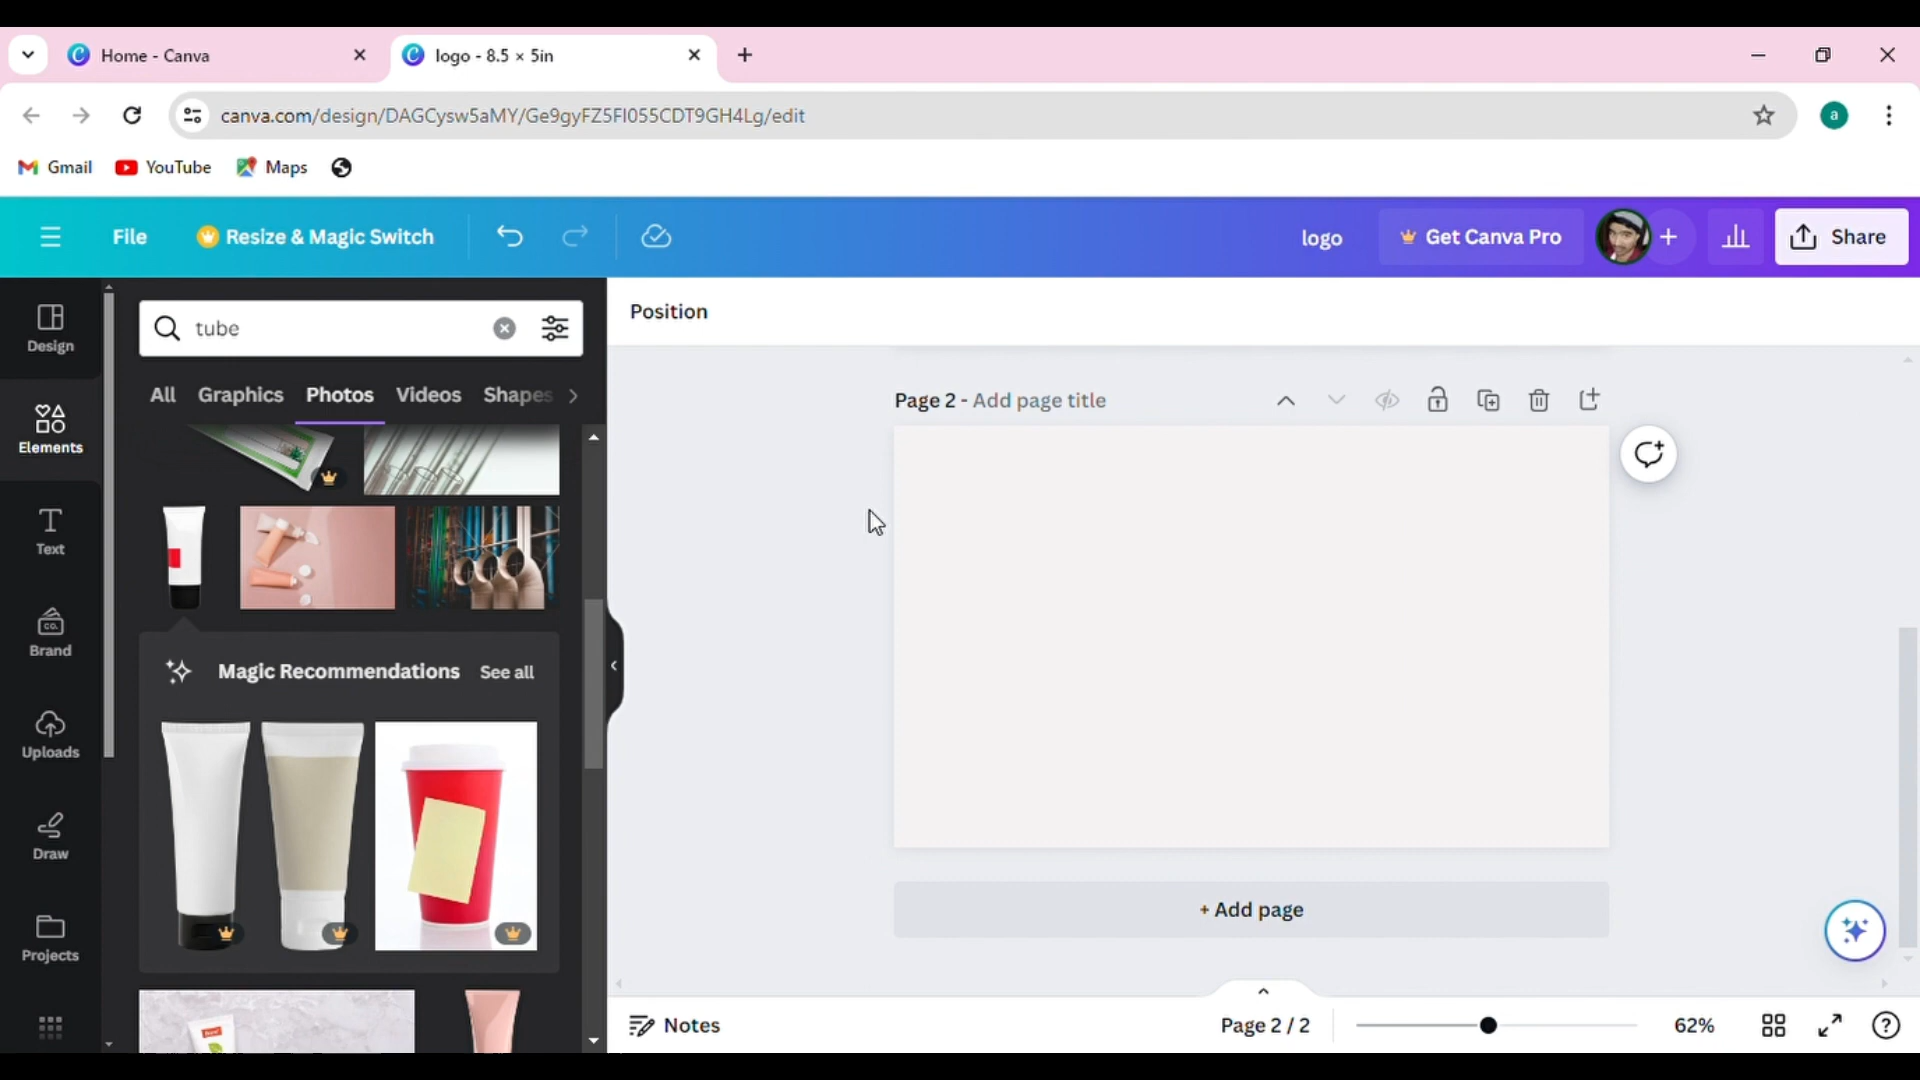 Home - Canva
logo - 8.5 × 5in
canva.com/design/DAGCysw5aMY/Ge9gyFZ5FI055CDT9GH4Lg/edit
a
Gmail
YouTube
Maps
File
Resize & Magic Switch
logo
Get Canva Pro
Share
Design
Elements
Text
CO.
Brand
Uploads
Draw
Projects
tube
All
Graphics
Photos
Videos
Shapes
Magic Recommendations
See all
Position
Page 2 - Add page title
+ Add page
Notes
Page 2 / 2
62%